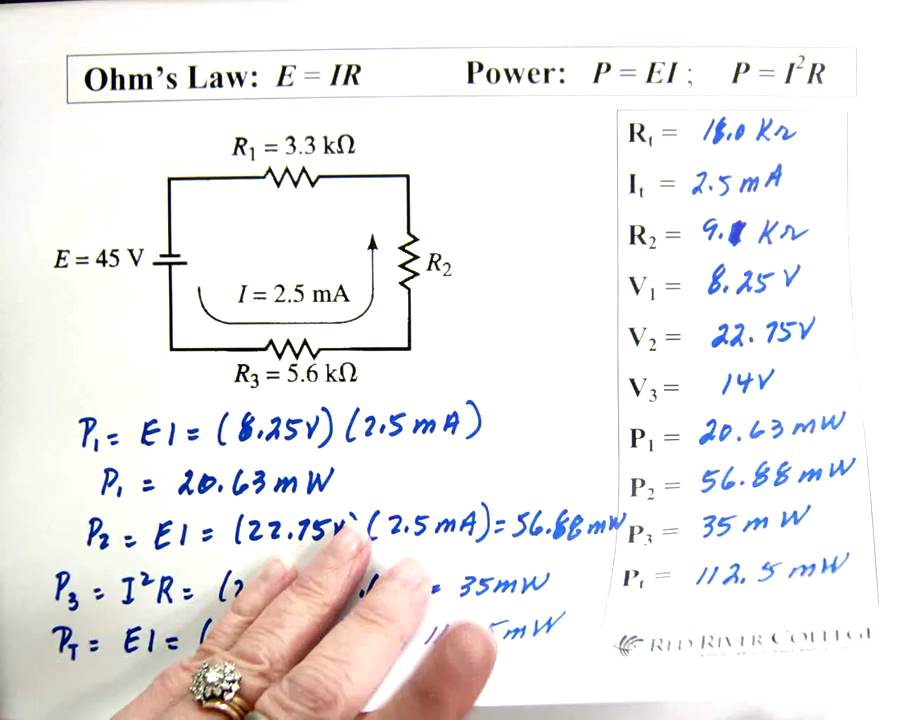 Ohm's Law: E = IR Power: P = EI ; P = I²R
R₁ = 3.3 kΩ
E = 45 V
R₂
I = 2.5 mA
R₃ = 5.6 kΩ
Rₜ = 18.0 KΩ
Iₜ = 2.5 mA
R₂ = 9.1 KΩ
V₁ = 8.25 V
V₂ = 22.75V
V₃ = 14V
P₁ = 20.63 mW
P₂ = 56.88 mW
P₃ = 35 mW
Pₜ = 112.5 mW
P₁ = EI = (8.25V) (2.5 mA)
P₁ = 20.63 mW
P₂ = EI = (22.75V) (2.5 mA) = 56.88 mW
P₃ = I²R = (2 = 35mW
P_T = EI = ( mW
RED RIVER COLLEGE